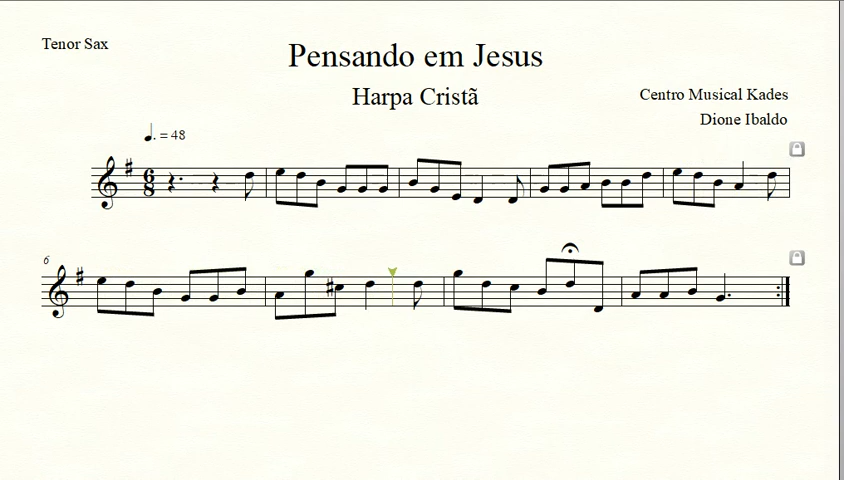 Tenor Sax
Pensando em Jesus
Harpa Cristã
Centro Musical Kades
Dione Ibaldo
♩. = 48
6
8
6